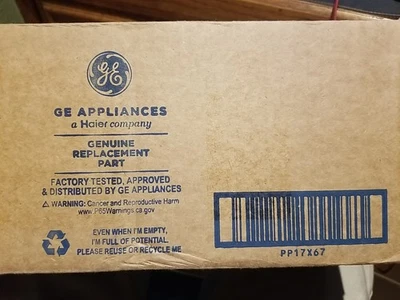 GE
GE APPLIANCES
a Haier company
GENUINE
REPLACEMENT
PART
FACTORY TESTED, APPROVED
& DISTRIBUTED BY GE APPLIANCES
⚠ WARNING: Cancer and Reproductive Harm
www.P65Warnings.ca.gov
EVEN WHEN I'M EMPTY,
I'M FULL OF POTENTIAL.
PLEASE REUSE OR RECYCLE ME
PP17X67